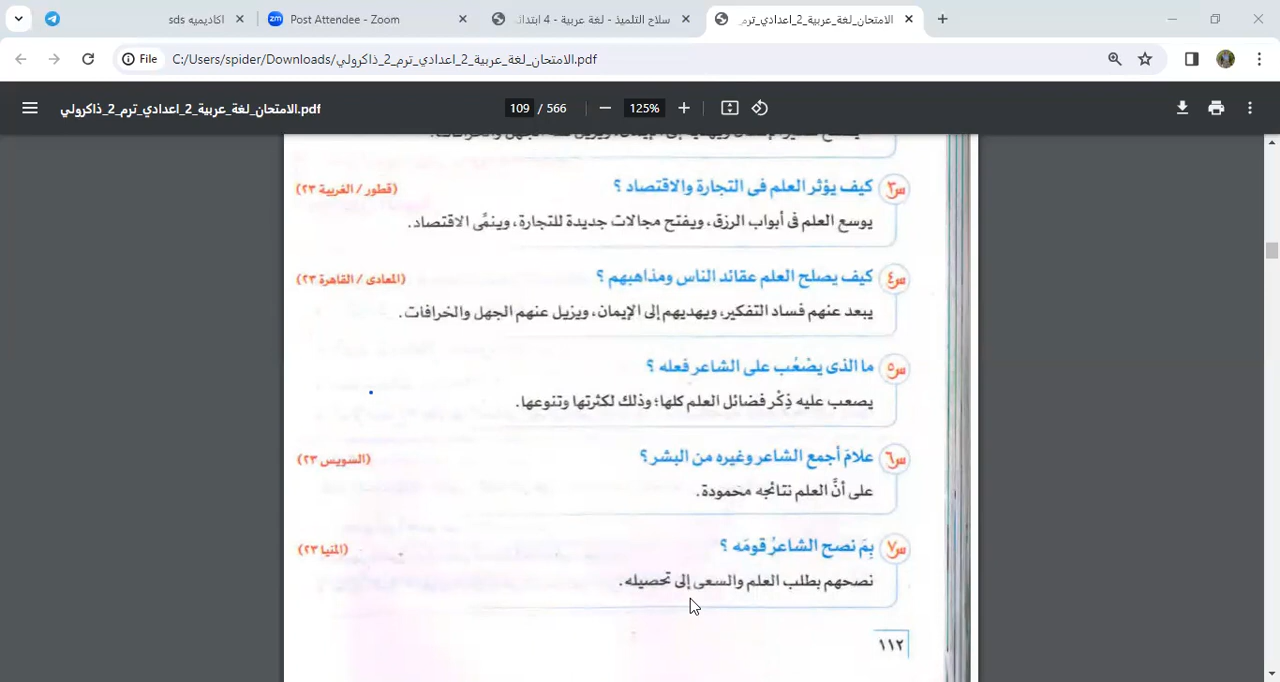 اكاديميه sds
Post Attendee - Zoom
سلاح التلميذ - لغة عربية - 4 ابتدائـ
الامتحان_لغة_عربية_2_اعدادي_ترم_
File
C:/Users/spider/Downloads/الامتحان_لغة_عربية_2_اعدادي_ترم_2_ذاكرولي.pdf
الامتحان_لغة_عربية_2_اعدادي_ترم_2_ذاكرولي.pdf
109 / 566
125%
س٣ كيف يؤثر العلم فى التجارة والاقتصاد ؟ (قطور / الغربية ٢٣)
يوسع العلم فى أبواب الرزق، ويفتح مجالات جديدة للتجارة، وينمِّى الاقتصاد.
س٤ كيف يصلح العلم عقائد الناس ومذاهبهم ؟ (المعادى / القاهرة ٢٣)
يبعد عنهم فساد التفكير، ويهديهم إلى الإيمان، ويزيل عنهم الجهل والخرافات.
س٥ ما الذى يصْعُب على الشاعر فعله ؟
يصعب عليه ذِكْر فضائل العلم كلها؛ وذلك لكثرتها وتنوعها.
س٦ علامَ أجمع الشاعر وغيره من البشر؟ (السويس ٢٣)
على أنَّ العلم نتائجه محمودة.
س٧ بِمَ نصح الشاعرُ قومَه ؟ (المنيا ٢٣)
نصحهم بطلب العلم والسعى إلى تحصيله.
١١٢